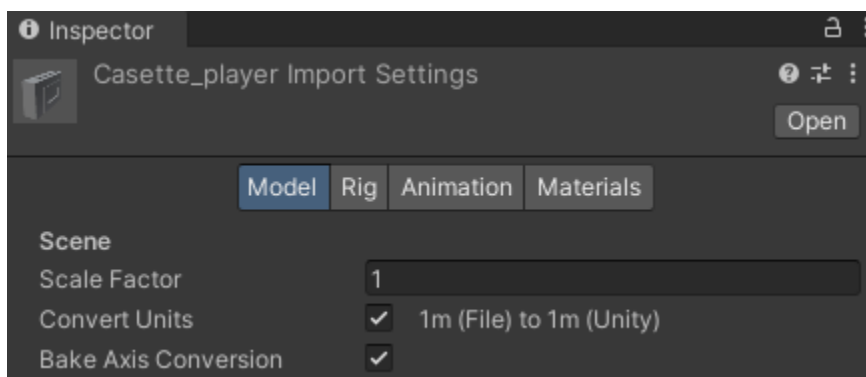 Inspector
Casette_player Import Settings
Open
Model Rig Animation Materials
Scene
Scale Factor 1
Convert Units 1m (File) to 1m (Unity)
Bake Axis Conversion